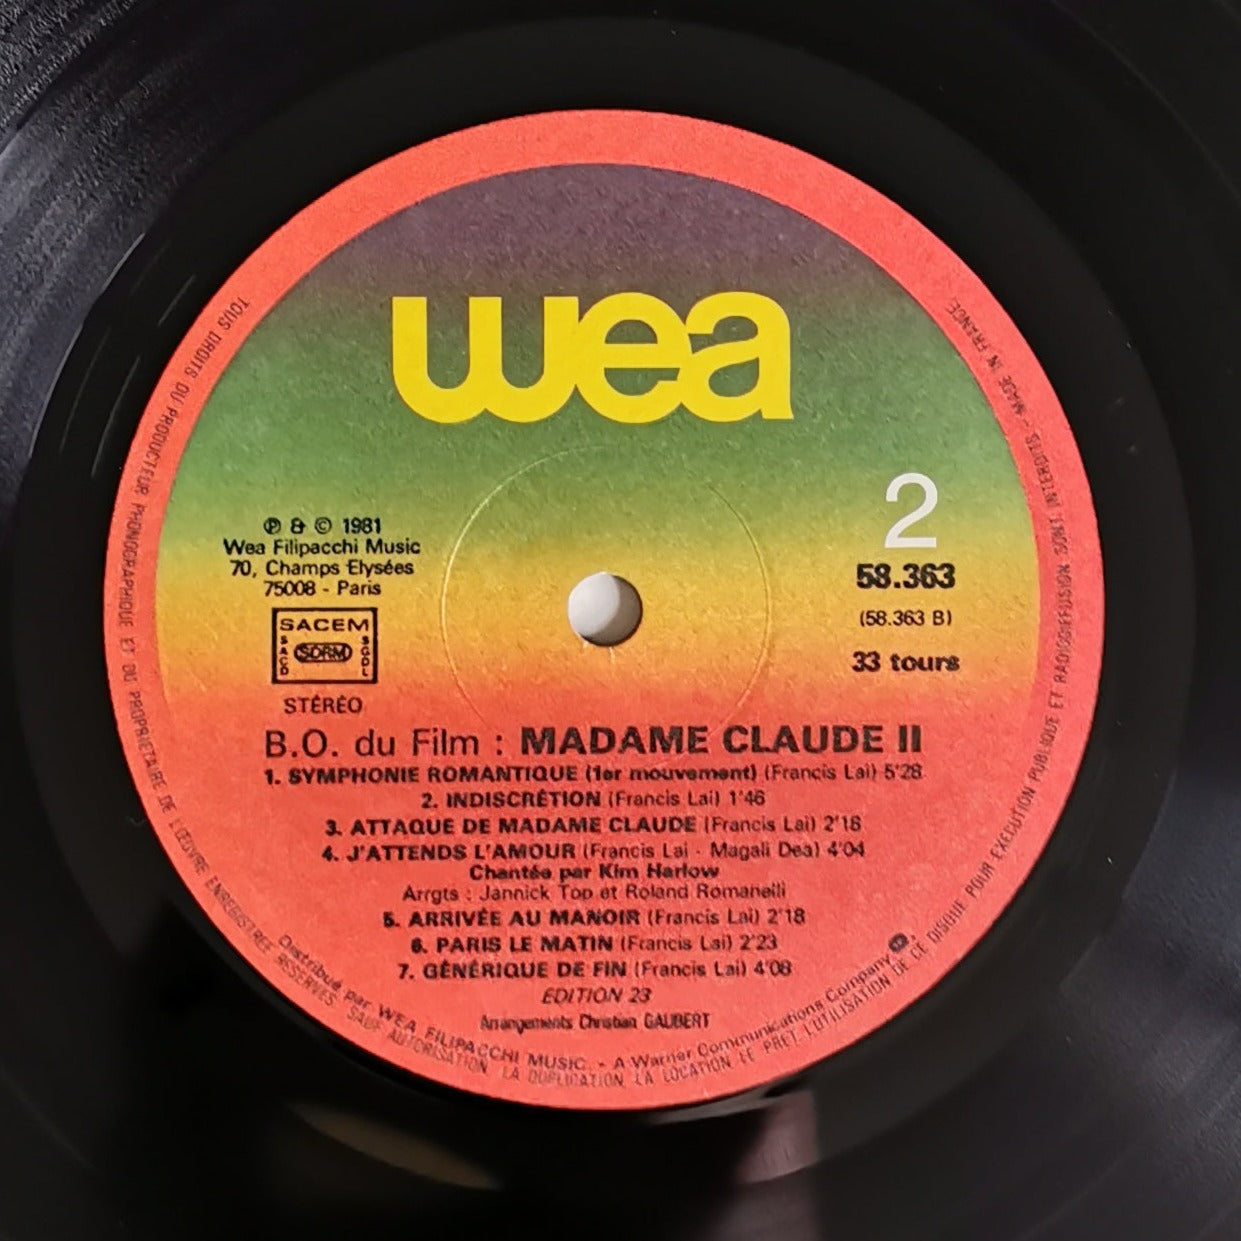 wea
2
℗ & © 1981
Wea Filipacchi Music
70, Champs Elysées
75008 - Paris
SACEM
SACD SDRM SGDL
STÉRÉO
58.363
(58.363 B)
33 tours
B.O. du Film : MADAME CLAUDE II
1. SYMPHONIE ROMANTIQUE (1er mouvement) (Francis Lai) 5'28
2. INDISCRÉTION (Francis Lai) 1'46
3. ATTAQUE DE MADAME CLAUDE (Francis Lai) 2'18
4. J'ATTENDS L'AMOUR (Francis Lai - Magali Dea) 4'04
Chantée par Kim Harlow
Arrgts : Jannick Top et Roland Romanelli
5. ARRIVÉE AU MANOIR (Francis Lai) 2'18
6. PARIS LE MATIN (Francis Lai) 2'23
7. GÉNÉRIQUE DE FIN (Francis Lai) 4'08
EDITION 23
Arrangements Christian GAUBERT
Distribué par WEA FILIPACCHI MUSIC. - A Warner Communications Company
TOUS DROITS DU PRODUCTEUR PHONOGRAPHIQUE ET DU PROPRIETAIRE DE L'ŒUVRE ENREGISTREE RESERVES. SAUF AUTORISATION, LA DUPLICATION, LA LOCATION LE PRET, L'UTILISATION DE CE DISQUE POUR EXECUTION PUBLIQUE ET RADIODIFFUSION SONT INTERDITS. - MADE IN FRANCE.